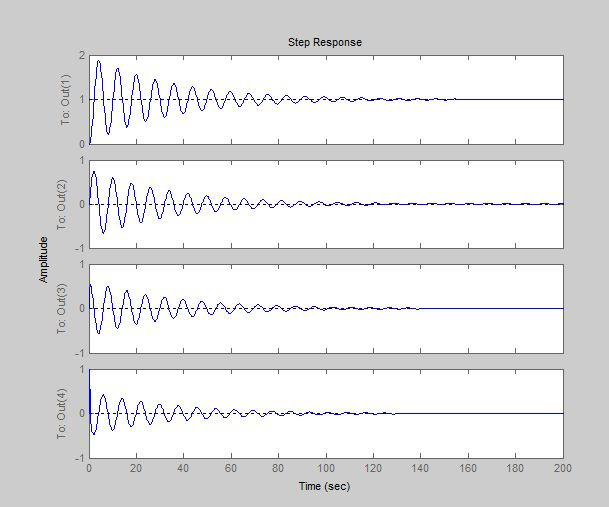 Step Response
2
1
0
To: Out(1)
1
0
-1
To: Out(2)
Amplitude
1
0
-1
To: Out(3)
1
0
-1
To: Out(4)
0 20 40 60 80 100 120 140 160 180 200
Time (sec)